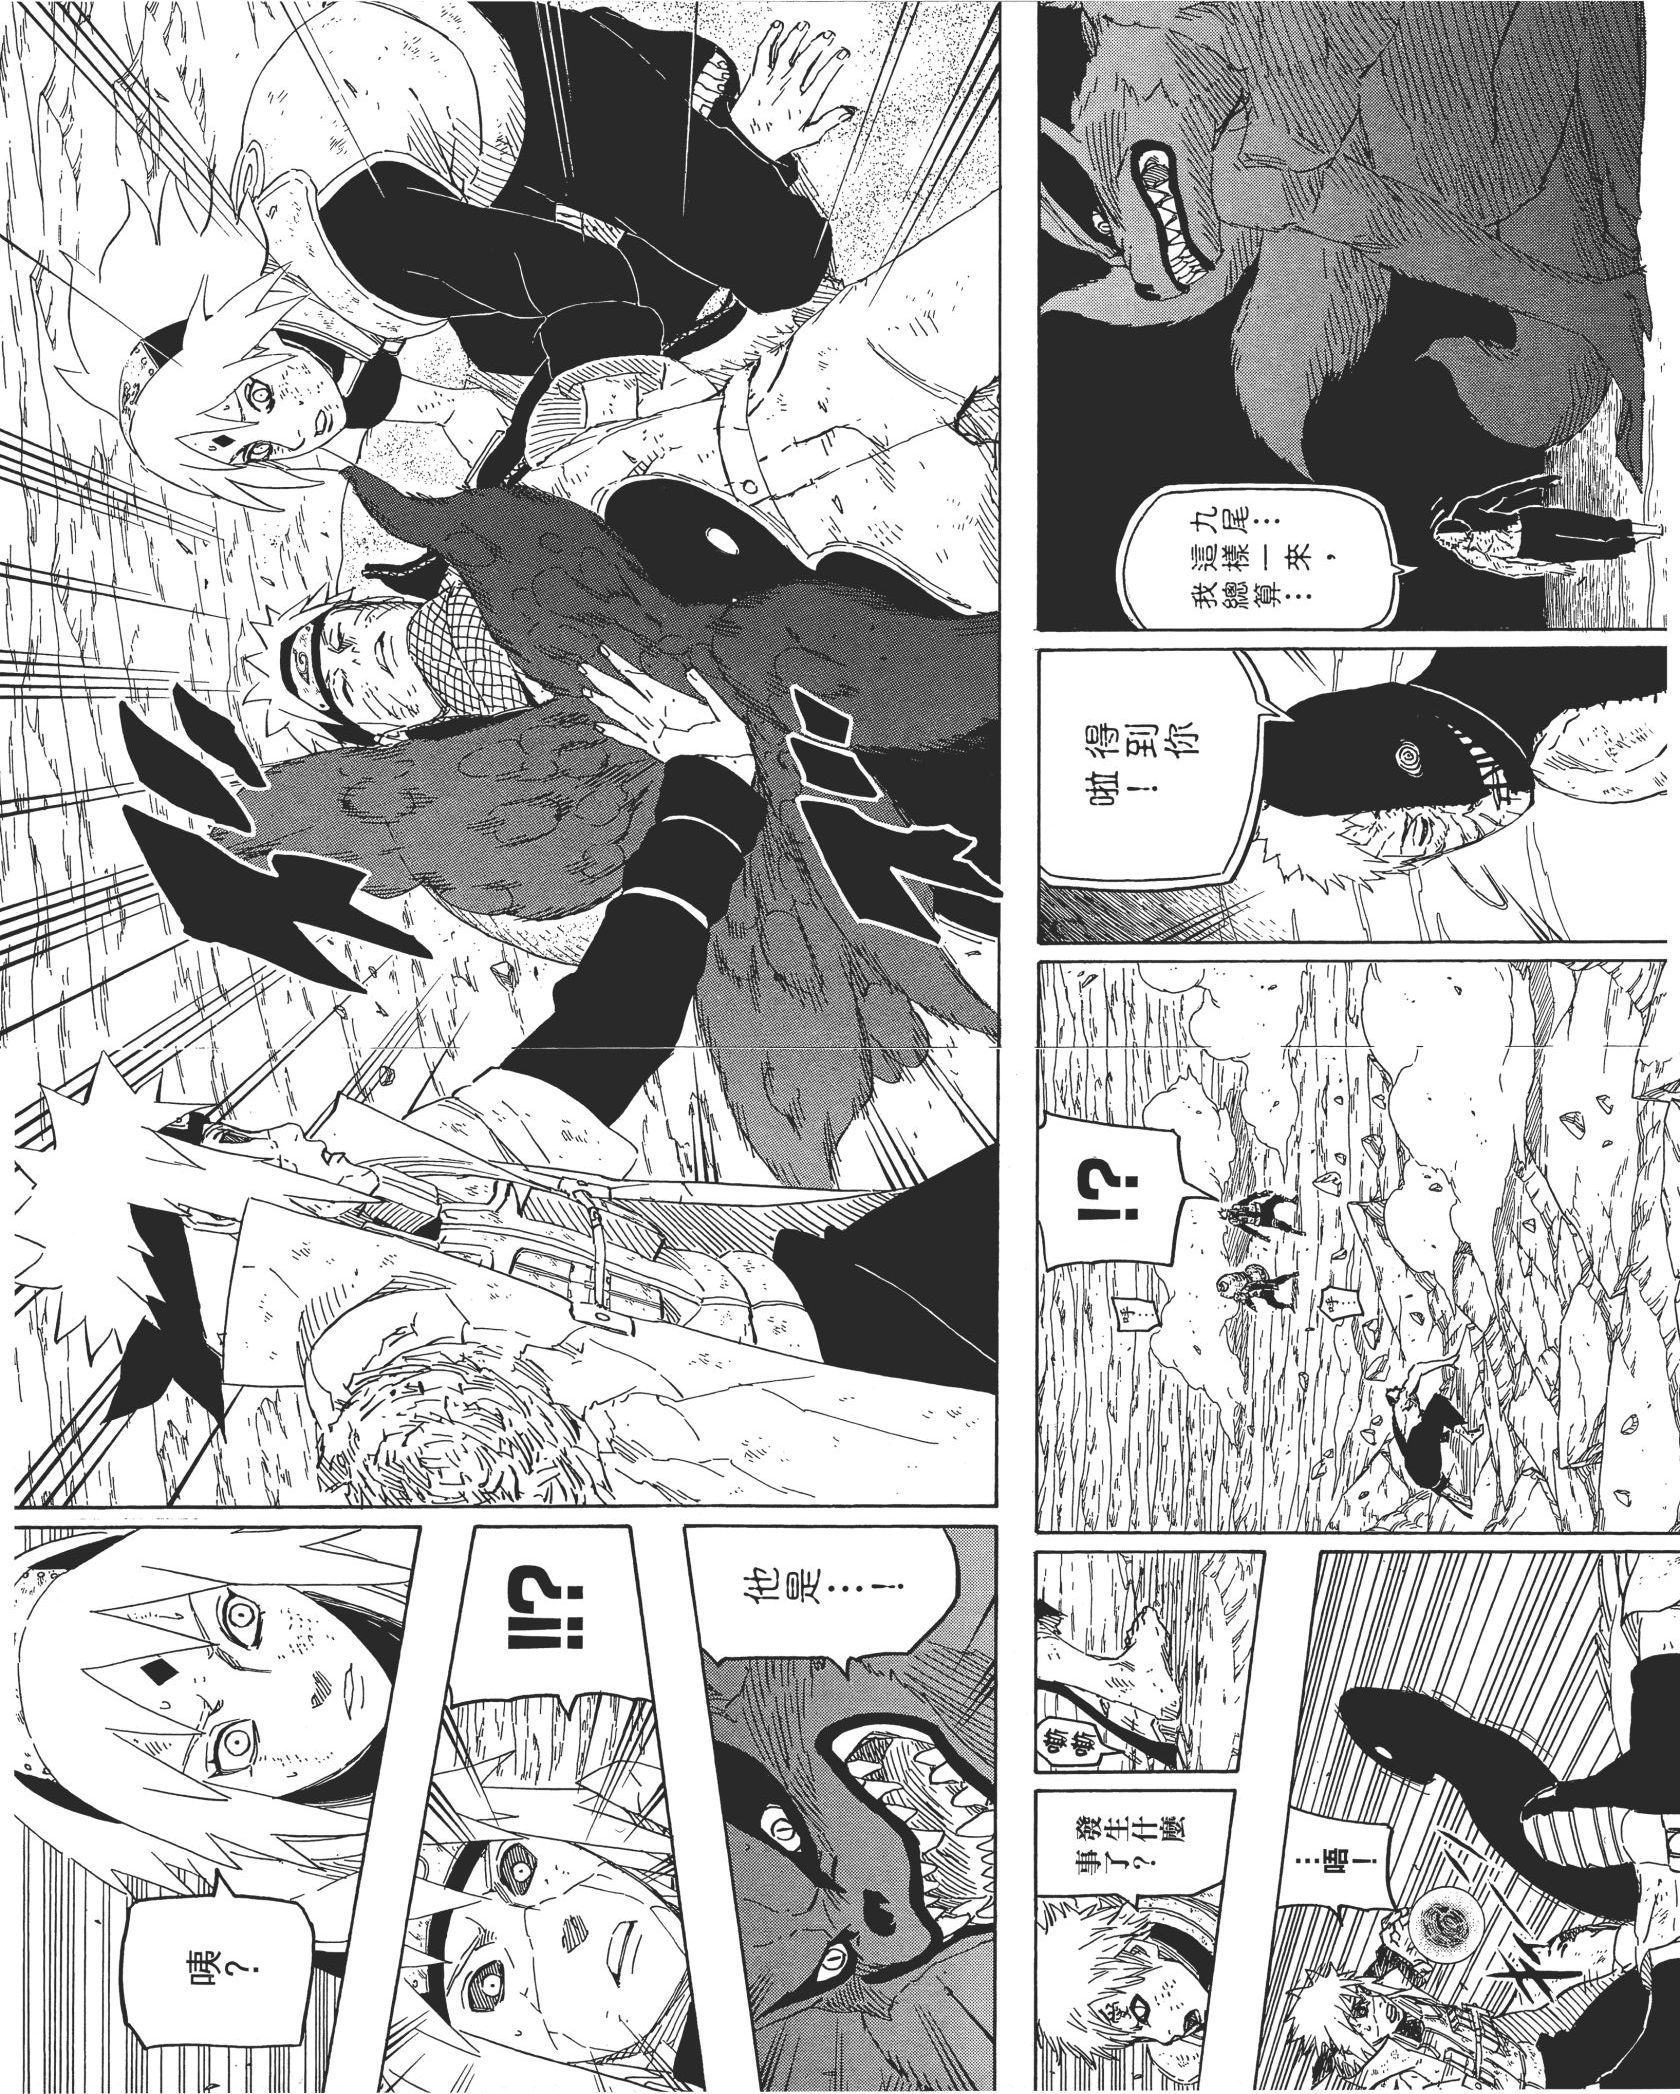 咦？
!!?
他是…！
九尾…
這樣一來，
我總算…
得到你
啦！
!?
呼…
呼…
嘶嘶
發生什麼
事了？
…唔！